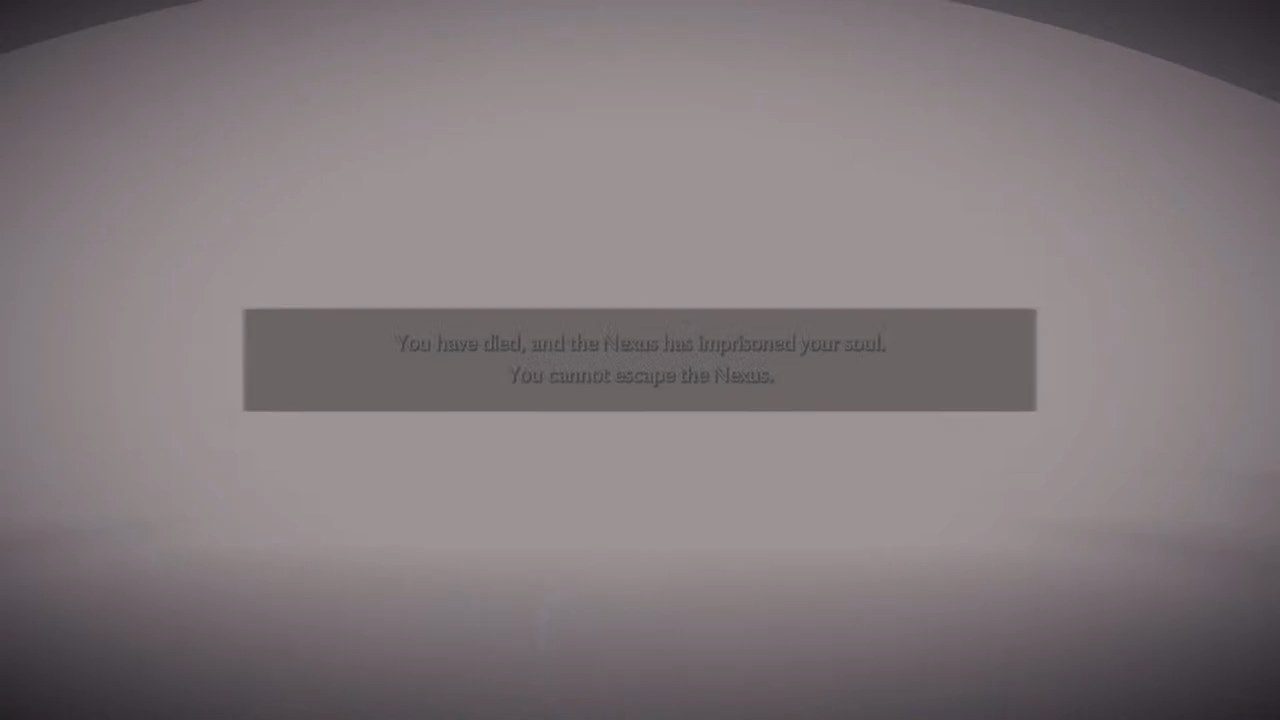 You have died, and the Nexus has imprisoned your soul.
You cannot escape the Nexus.